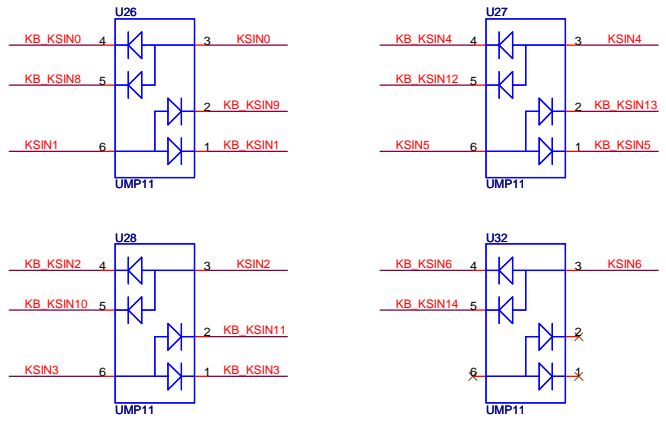 U26
KB_KSIN0 4 3 KSIN0
KB_KSIN8 5
2 KB_KSIN9
KSIN1 6 1 KB_KSIN1
UMP11
U27
KB_KSIN4 4 3 KSIN4
KB_KSIN12 5
2 KB_KSIN13
KSIN5 6 1 KB_KSIN5
UMP11
U28
KB_KSIN2 4 3 KSIN2
KB_KSIN10 5
2 KB_KSIN11
KSIN3 6 1 KB_KSIN3
UMP11
U32
KB_KSIN6 4 3 KSIN6
KB_KSIN14 5
2
6 1
UMP11